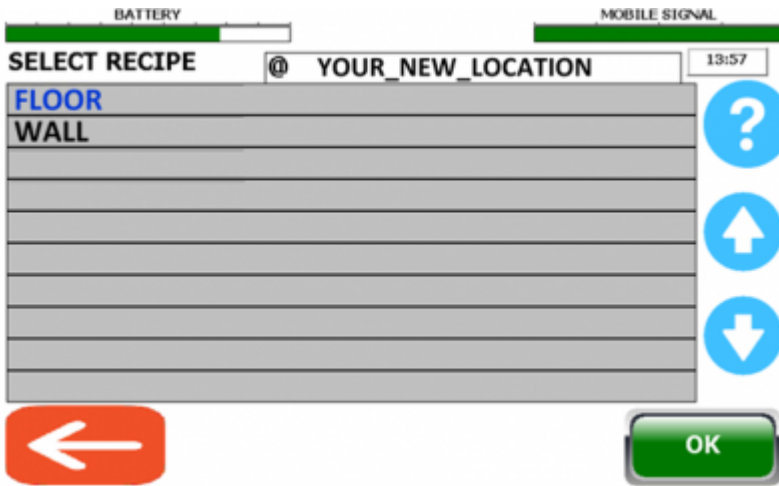 BATTERY MOBILE SIGNAL
SELECT RECIPE @ YOUR_NEW_LOCATION 13:57
FLOOR
WALL
?
OK